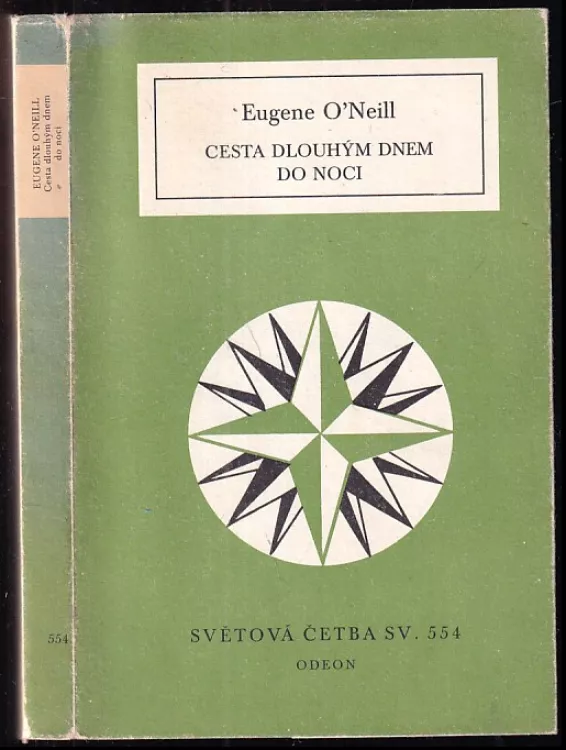 EUGENE O'NEILL
Cesta dlouhým dnem
do noci
554
Eugene O'Neill
CESTA DLOUHÝM DNEM
DO NOCI
SVĚTOVÁ ČETBA SV. 554
ODEON